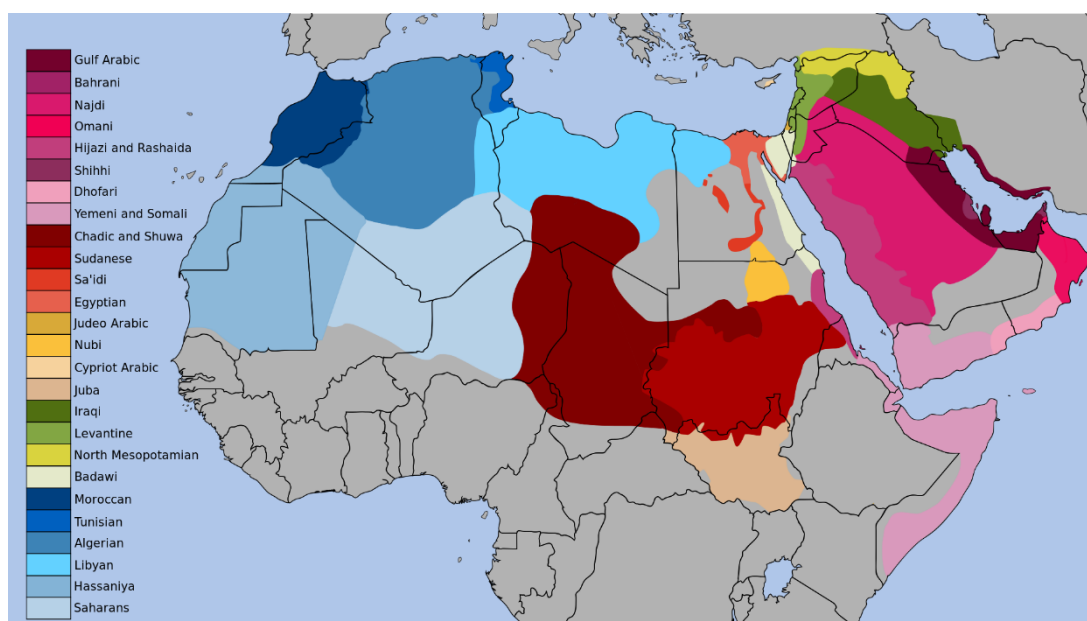 Gulf Arabic
Bahrani
Najdi
Omani
Hijazi and Rashaida
Shihhi
Dhofari
Yemeni and Somali
Chadic and Shuwa
Sudanese
Sa'idi
Egyptian
Judeo Arabic
Nubi
Cypriot Arabic
Juba
Iraqi
Levantine
North Mesopotamian
Badawi
Moroccan
Tunisian
Algerian
Libyan
Hassaniya
Saharans